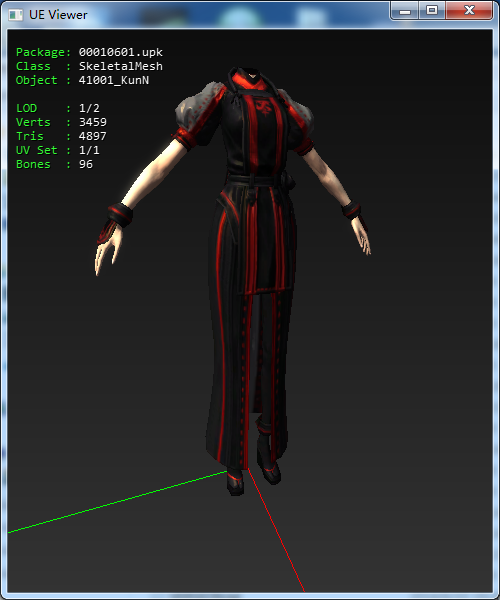 UE Viewer
Package: 00010601.upk
Class : SkeletalMesh
Object : 41001_KunN
LOD : 1/2
Verts : 3459
Tris : 4897
UV Set : 1/1
Bones : 96